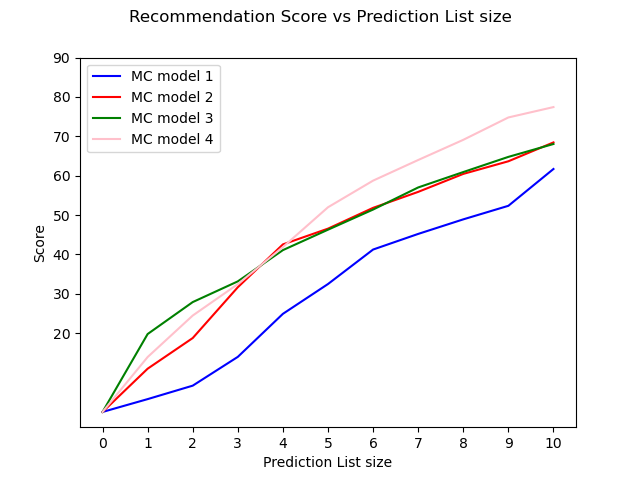 Recommendation Score vs Prediction List size
90
80
70
60
50
40
30
20
Score
MC model 1
MC model 2
MC model 3
MC model 4
0 1 2 3 4 5 6 7 8 9 10
Prediction List size